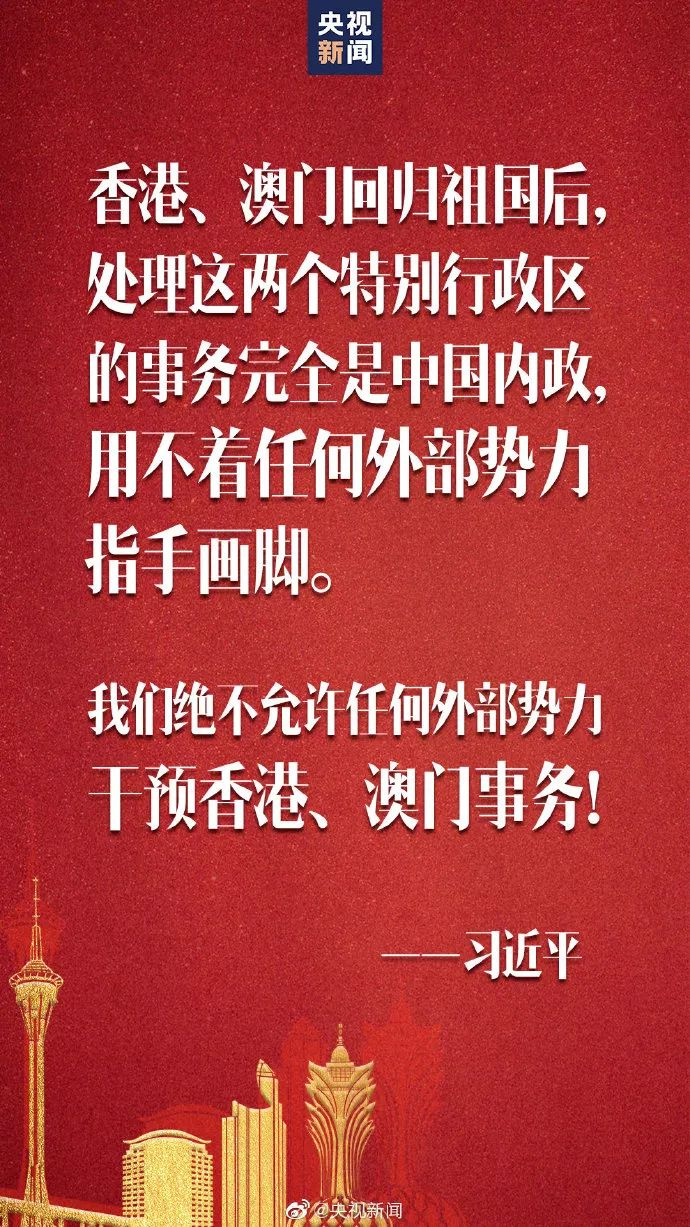 央视
新闻
香港、澳门回归祖国后，
处理这两个特别行政区
的事务完全是中国内政，
用不着任何外部势力
指手画脚。
我们绝不允许任何外部势力
干预香港、澳门事务！
——习近平
@央视新闻